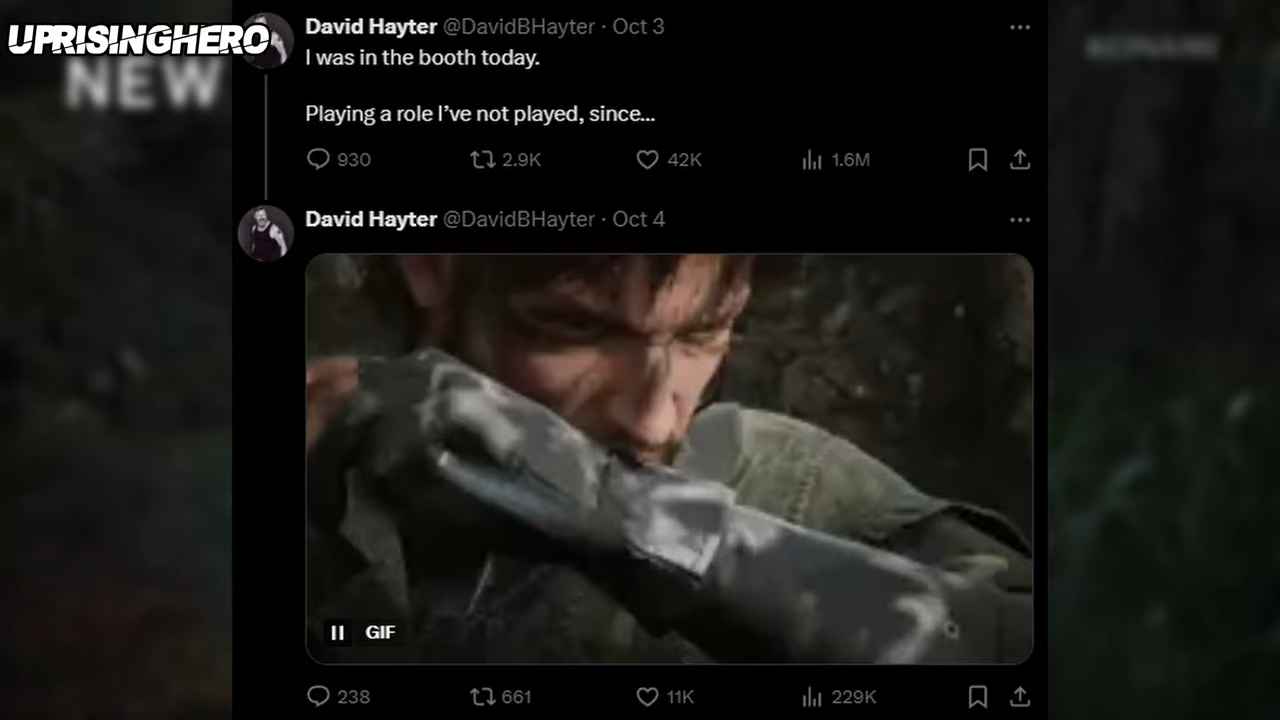 UPRISINGHERO
NEW
KONAMI
David Hayter @DavidBHayter · Oct 3
I was in the booth today.
Playing a role I’ve not played, since...
930 2.9K 42K 1.6M
David Hayter @DavidBHayter · Oct 4
GIF
238 661 11K 229K